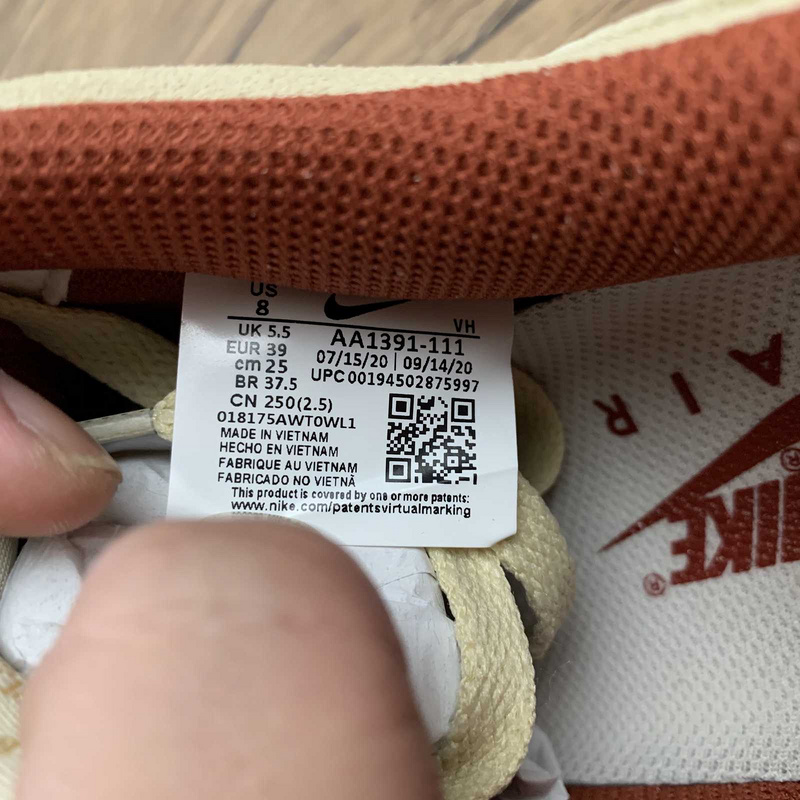 US
8
VH
UK 5.5
AA1391-111
EUR 39
07/15/20 | 09/14/20
cm 25
UPC 00194502875997
BR 37.5
CN 250(2.5)
018175AWT0WL1
MADE IN VIETNAM
HECHO EN VIETNAM
FABRIQUE AU VIETNAM
FABRICADO NO VIETNÃ
This product is covered by one or more patents:
www.nike.com/patentsvirtualmarking
NIKE®
AIR
®